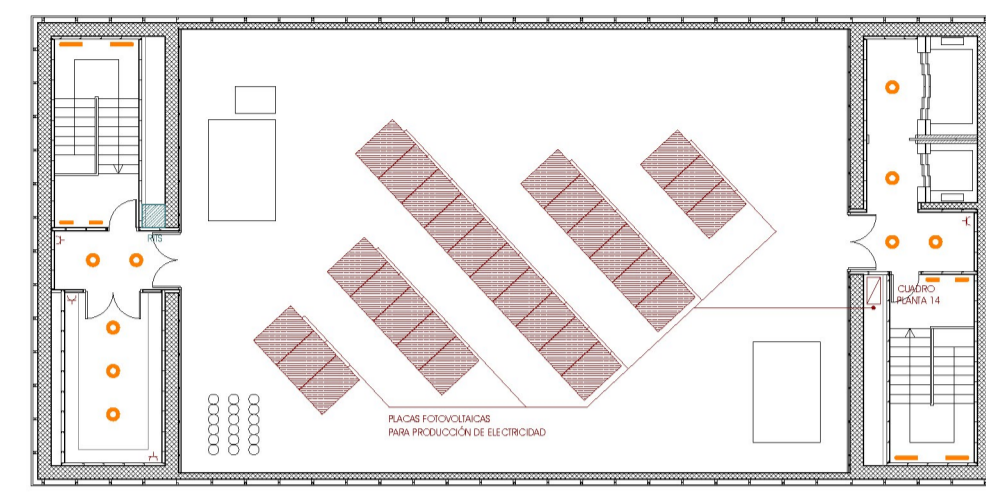 RITS
CUADRO
PLANTA 14
PLACAS FOTOVOLTAICAS
PARA PRODUCCIÓN DE ELECTRICIDAD